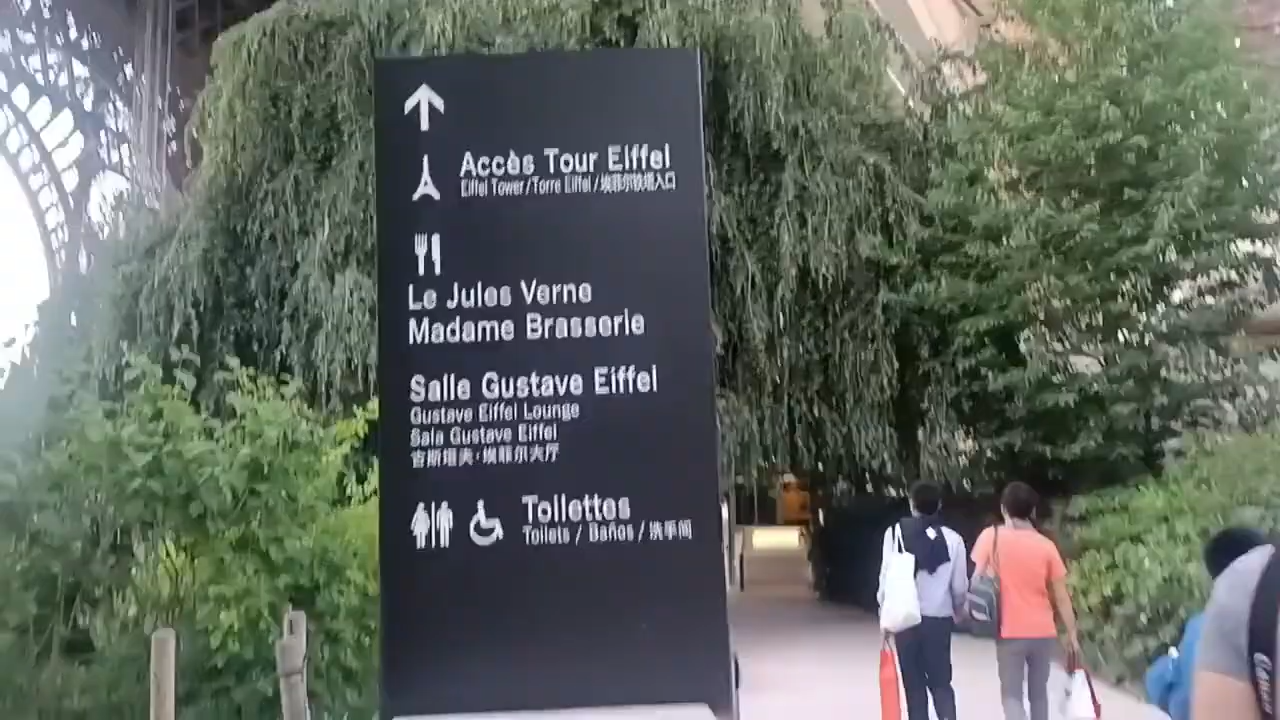 Accès Tour Eiffel
Eiffel Tower / Torre Eiffel / 埃菲尔铁塔入口
Le Jules Verne
Madame Brasserie
Salle Gustave Eiffel
Gustave Eiffel Lounge
Sala Gustave Eiffel
古斯塔夫·埃菲尔大厅
Toilettes
Toilets / Baños / 洗手间